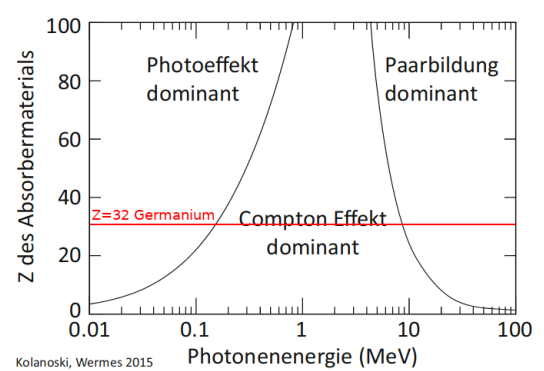 100
80
60
40
20
0
Z des Absorbermaterials
Photoeffekt
dominant
Paarbildung
dominant
Z=32 Germanium
Compton Effekt
dominant
0.01
0.1
1
10
100
Photonenenergie (MeV)
Kolanoski, Wermes 2015